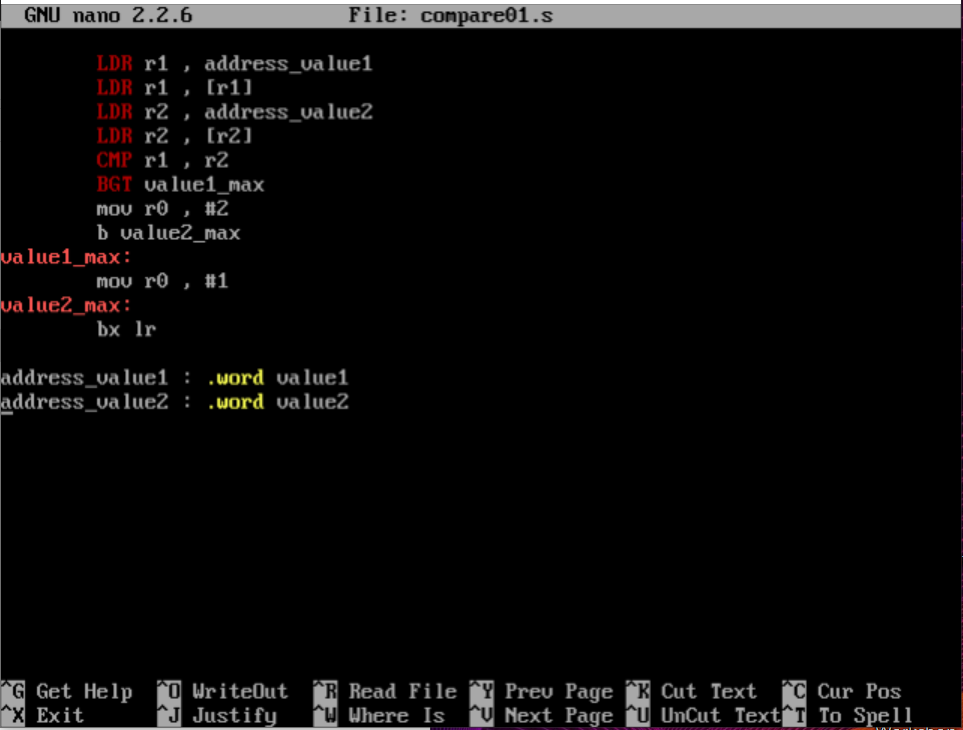 GNU nano 2.2.6 File: compare01.s
LDR r1 , address_value1
LDR r1 , [r1]
LDR r2 , address_value2
LDR r2 , [r2]
CMP r1 , r2
BGT value1_max
mov r0 , #2
b value2_max
value1_max:
mov r0 , #1
value2_max:
bx lr
address_value1 : .word value1
address_value2 : .word value2
^G Get Help ^O WriteOut ^R Read File ^Y Prev Page ^K Cut Text ^C Cur Pos
^X Exit ^J Justify ^W Where Is ^V Next Page ^U UnCut Text ^T To Spell